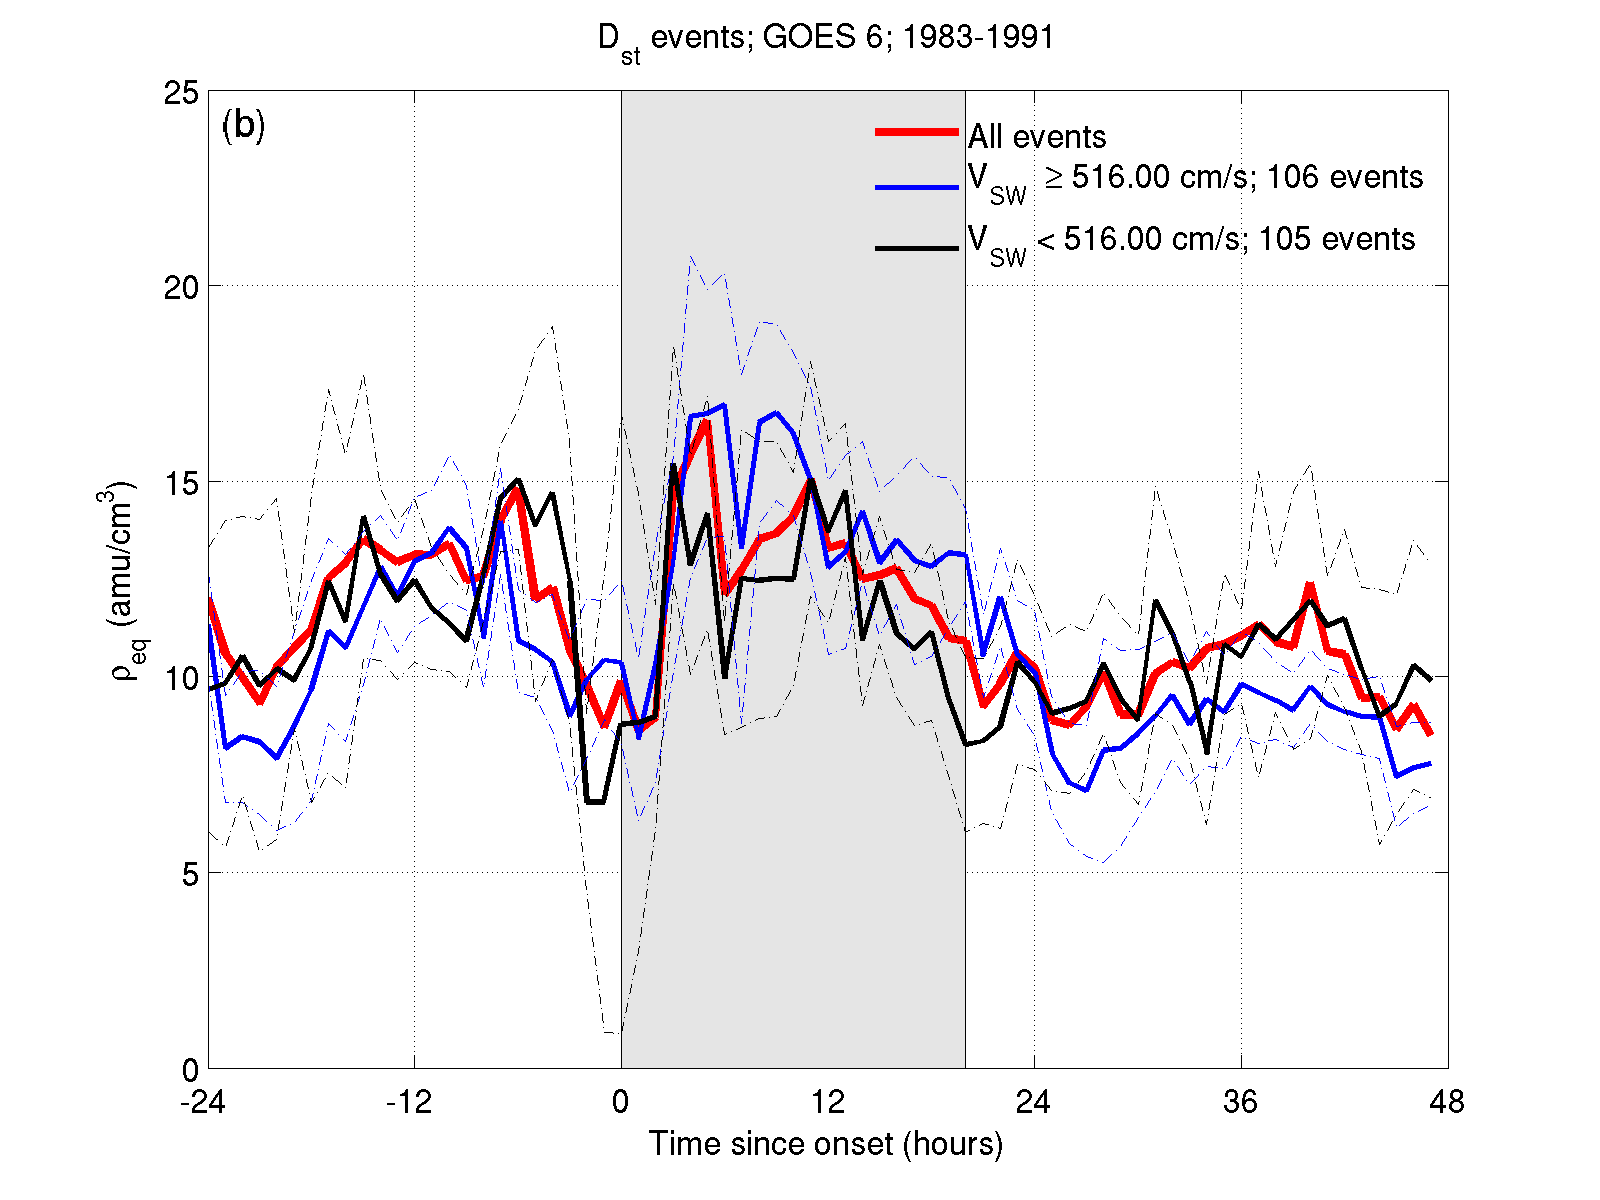 D_st events; GOES 6; 1983-1991
(b)
All events
V_SW ≥ 516.00 cm/s; 106 events
V_SW < 516.00 cm/s; 105 events
25
20
15
10
5
0
ρ_eq (amu/cm^3)
-24 -12 0 12 24 36 48
Time since onset (hours)